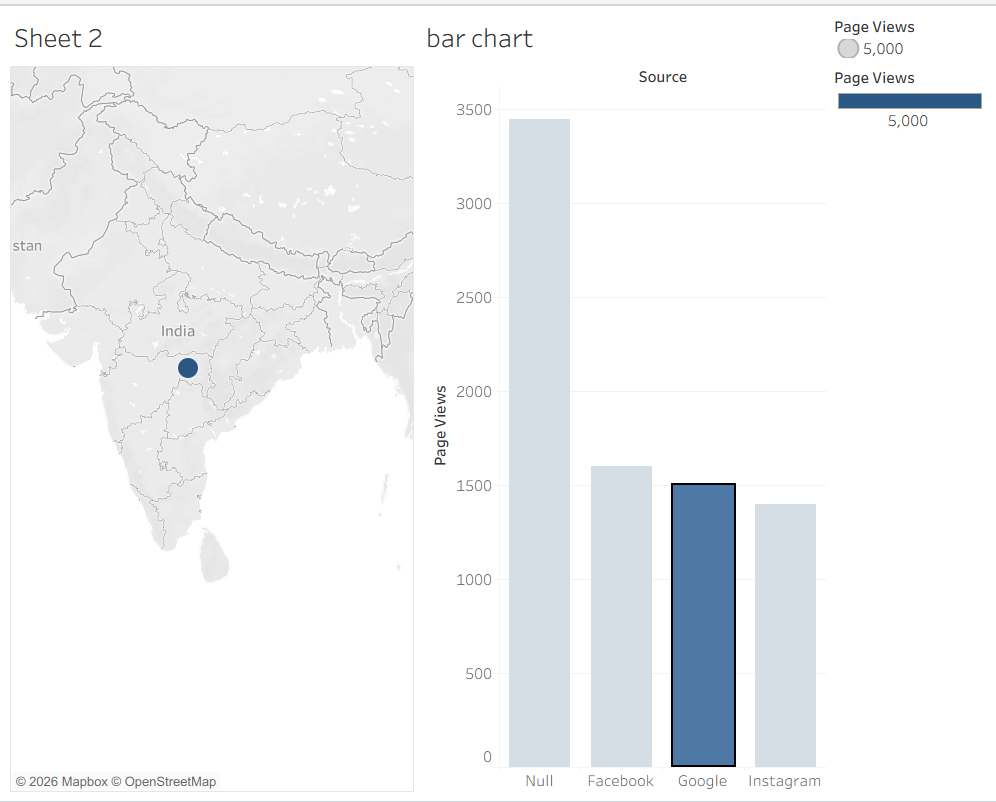 Sheet 2
stan
India
© 2026 Mapbox © OpenStreetMap
bar chart
Source
Page Views
3500
3000
2500
2000
1500
1000
500
0
Null Facebook Google Instagram
Page Views
5,000
Page Views
5,000